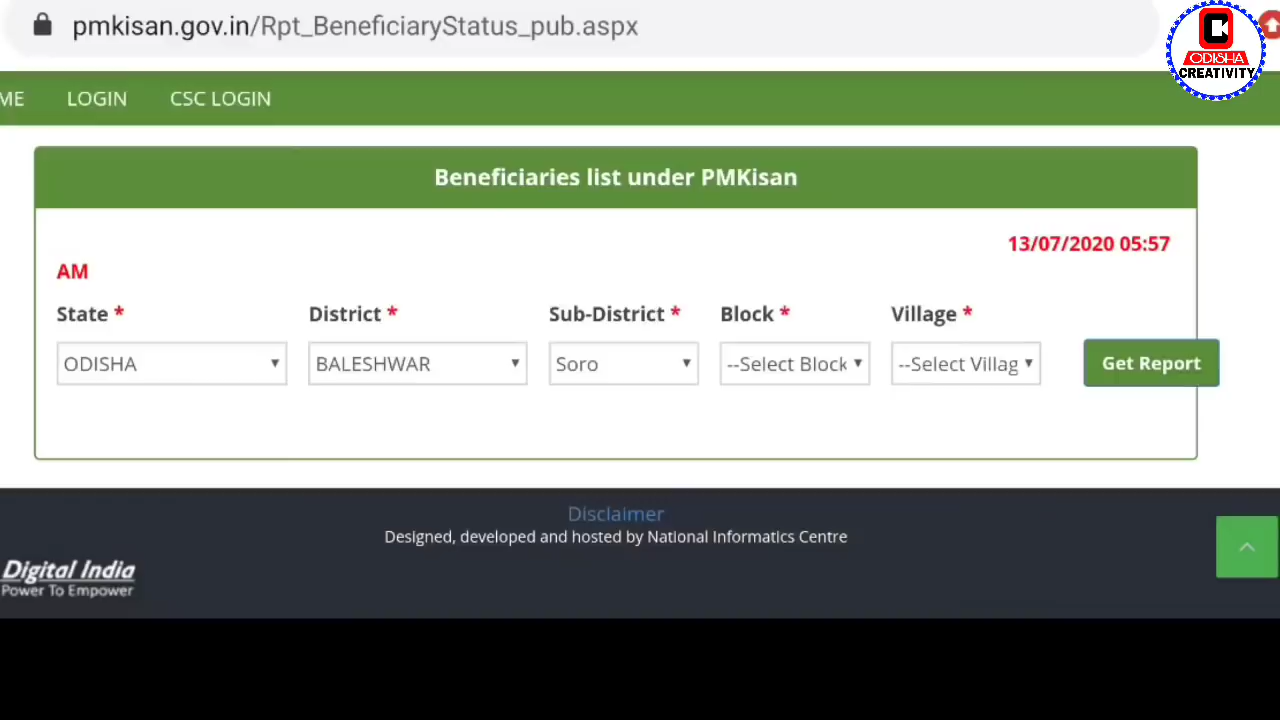 pmkisan.gov.in/Rpt_BeneficiaryStatus_pub.aspx
ODISHA
CREATIVITY
ME LOGIN CSC LOGIN
Beneficiaries list under PMKisan
13/07/2020 05:57
AM
State * District * Sub-District * Block * Village *
ODISHA BALESHWAR Soro --Select Block --Select Villag Get Report
Disclaimer
Designed, developed and hosted by National Informatics Centre
Digital India
Power To Empower